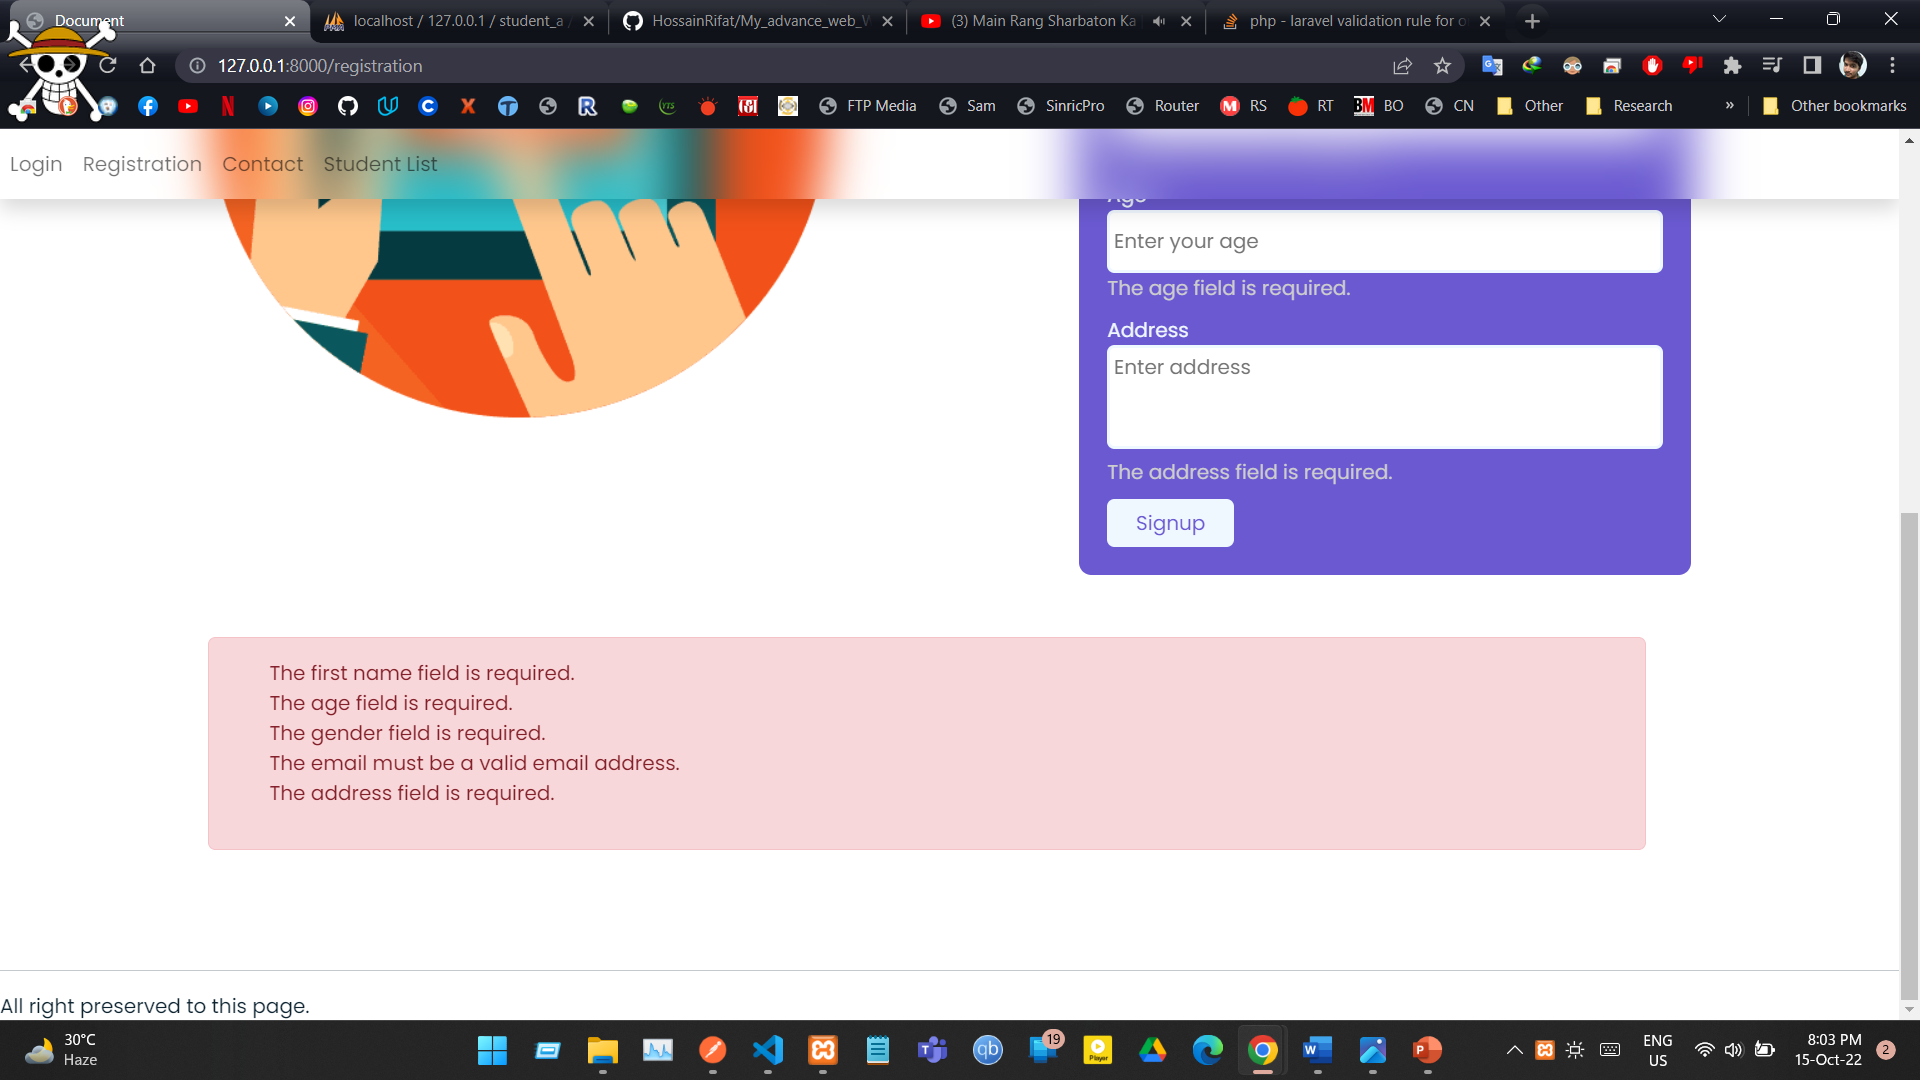 Document
localhost / 127.0.0.1 / student_a
HossainRifat/My_advance_web_W
(3) Main Rang Sharbaton Ka
php - laravel validation rule for o
127.0.0.1:8000/registration
FTP Media
Sam
SinricPro
Router
RS
RT
BO
CN
Other
Research
»
Other bookmarks
Login
Registration
Contact
Student List
Age
Enter your age
The age field is required.
Address
Enter address
The address field is required.
Signup
The first name field is required.
The age field is required.
The gender field is required.
The email must be a valid email address.
The address field is required.
All right preserved to this page.
30°C
Haze
19
Player
ENG
US
8:03 PM
15-Oct-22
2